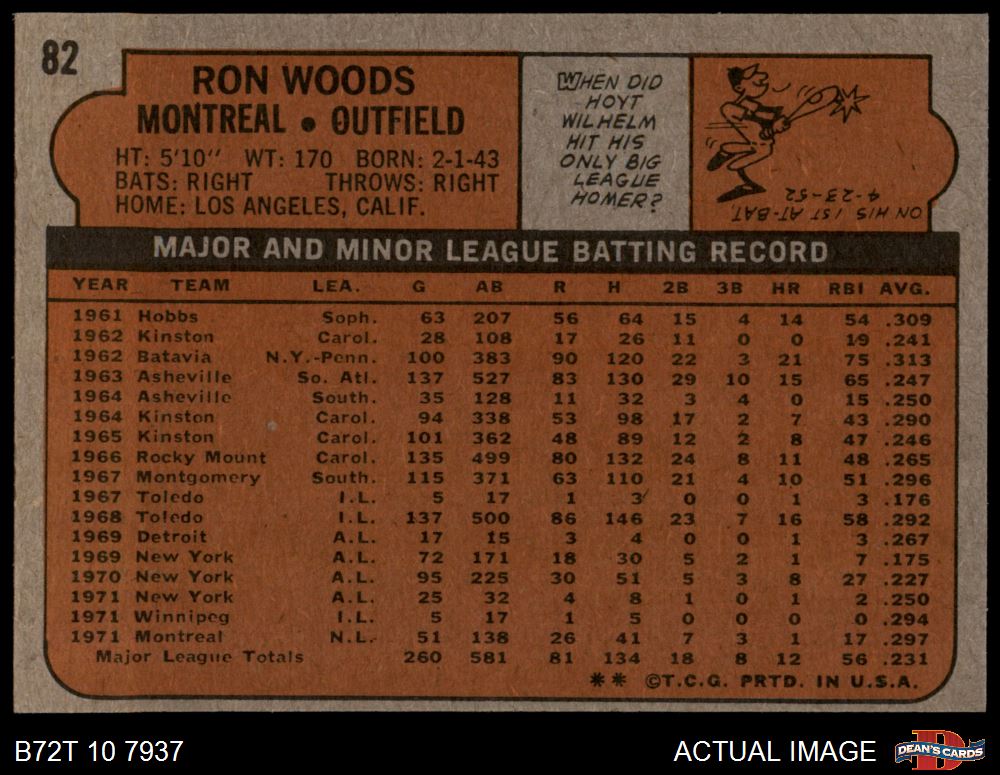 82
RON WOODS
MONTREAL • OUTFIELD
HT: 5'10" WT: 170 BORN: 2-1-43
BATS: RIGHT THROWS: RIGHT
HOME: LOS ANGELES, CALIF.
WHEN DID
HOYT
WILHELM
HIT HIS
ONLY BIG
LEAGUE
HOMER?
ON HIS 1ST AT-BAT
4-23-52
MAJOR AND MINOR LEAGUE BATTING RECORD
YEAR TEAM LEA. G AB R H 2B 3B HR RBI AVG.
1961 Hobbs Soph. 63 207 56 64 15 4 14 54 .309
1962 Kinston Carol. 28 108 17 26 11 0 0 19 .241
1962 Batavia N.Y.-Penn. 100 383 90 120 22 3 21 75 .313
1963 Asheville So. Atl. 137 527 83 130 29 10 15 65 .247
1964 Asheville South. 35 128 11 32 3 4 0 15 .250
1964 Kinston Carol. 94 338 53 98 17 2 7 43 .290
1965 Kinston Carol. 101 362 48 89 12 2 8 47 .246
1966 Rocky Mount Carol. 135 499 80 132 24 8 11 48 .265
1967 Montgomery South. 115 371 63 110 21 4 10 51 .296
1967 Toledo I.L. 5 17 1 3 0 0 1 3 .176
1968 Toledo I.L. 137 500 86 146 23 7 16 58 .292
1969 Detroit A.L. 17 15 3 4 0 0 1 3 .267
1969 New York A.L. 72 171 18 30 5 2 1 7 .175
1970 New York A.L. 95 225 30 51 5 3 8 27 .227
1971 New York A.L. 25 32 4 8 1 0 1 2 .250
1971 Winnipeg I.L. 5 17 1 5 0 0 0 0 .294
1971 Montreal N.L. 51 138 26 41 7 3 1 17 .297
Major League Totals 260 581 81 134 18 8 12 56 .231
** ©T.C.G. PRTD. IN U.S.A.
B72T 10 7937
ACTUAL IMAGE
D
DEAN'S CARDS